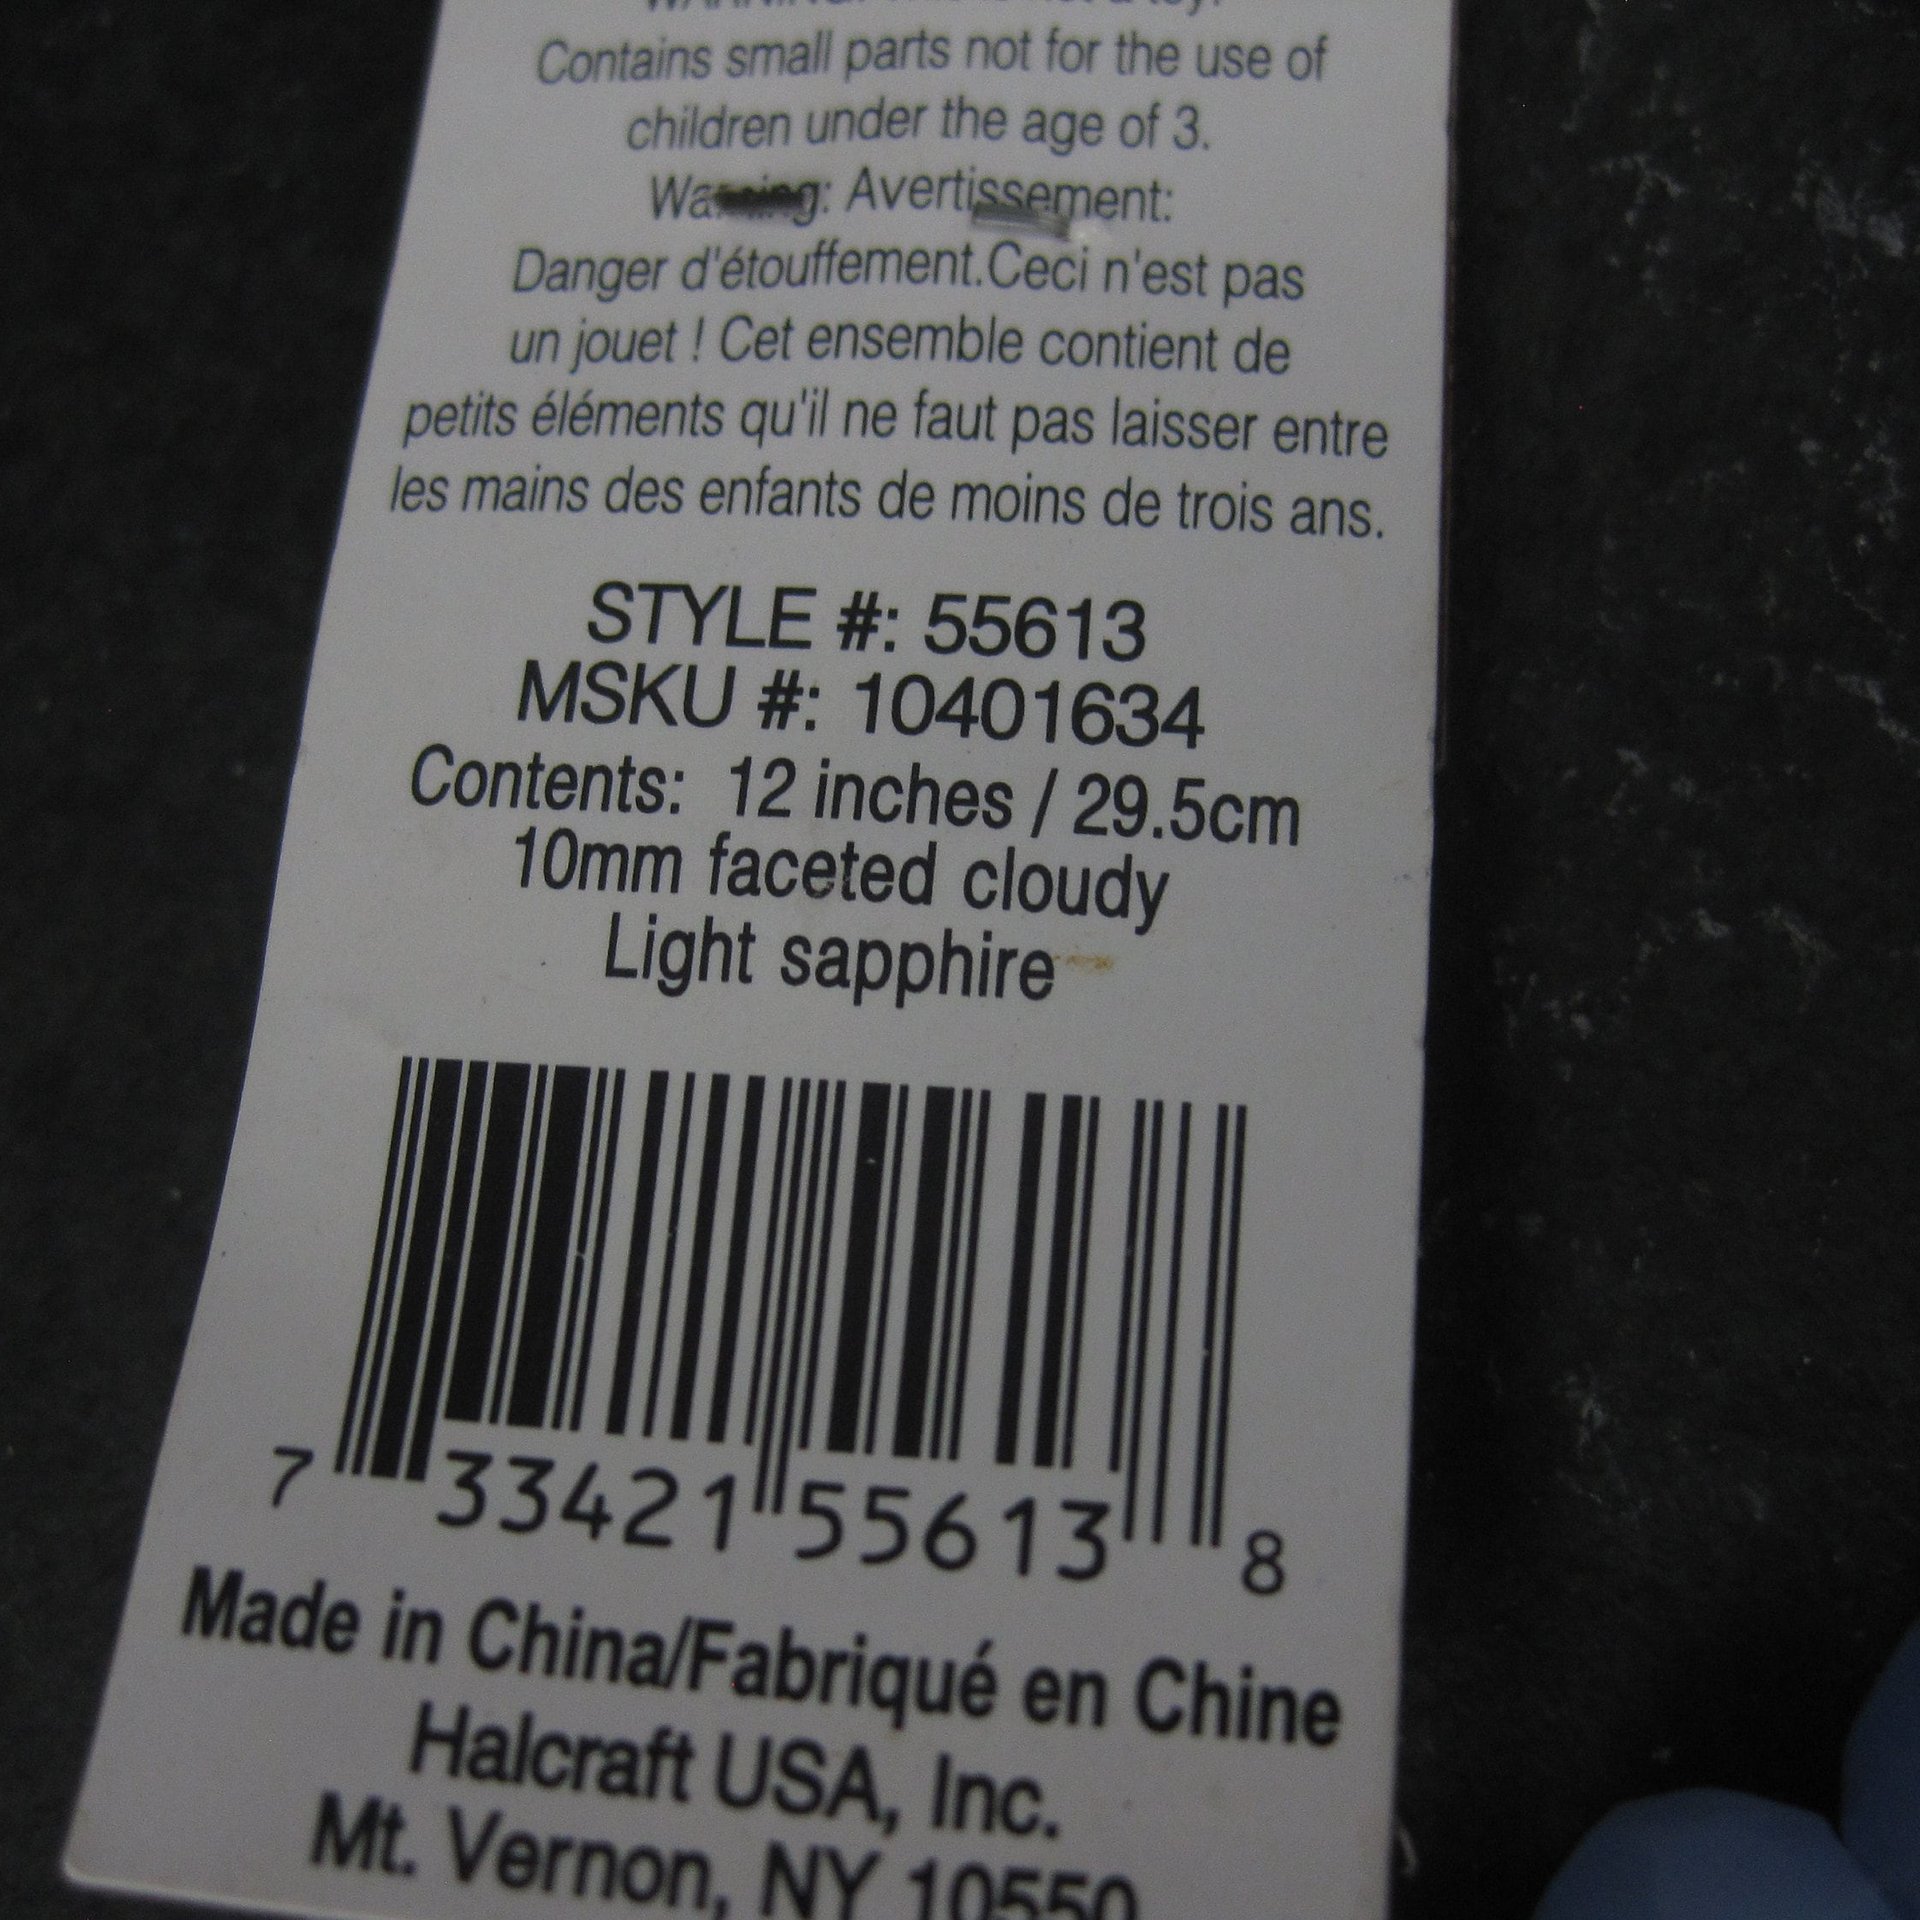 Contains small parts not for the use of
children under the age of 3.
Warning: Avertissement:
Danger d'étouffement.Ceci n'est pas
un jouet ! Cet ensemble contient de
petits éléments qu'il ne faut pas laisser entre
les mains des enfants de moins de trois ans.
STYLE #: 55613
MSKU #: 10401634
Contents: 12 inches / 29.5cm
10mm faceted cloudy
Light sapphire
7 33421 55613 8
Made in China/Fabriqué en Chine
Halcraft USA, Inc.
Mt. Vernon, NY 10550